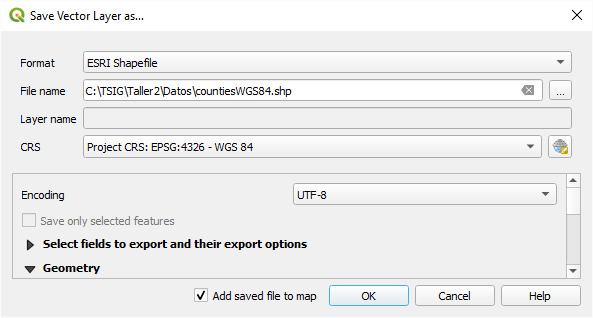 Save Vector Layer as...
Format ESRI Shapefile
File name C:\TSIG\Taller2\Datos\countiesWGS84.shp ...
Layer name
CRS Project CRS: EPSG:4326 - WGS 84
Encoding UTF-8
Save only selected features
Select fields to export and their export options
Geometry
Add saved file to map OK Cancel Help